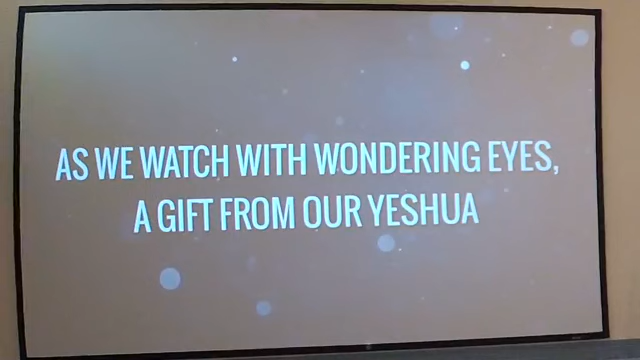 AS WE WATCH WITH WONDERING EYES,
A GIFT FROM OUR YESHUA